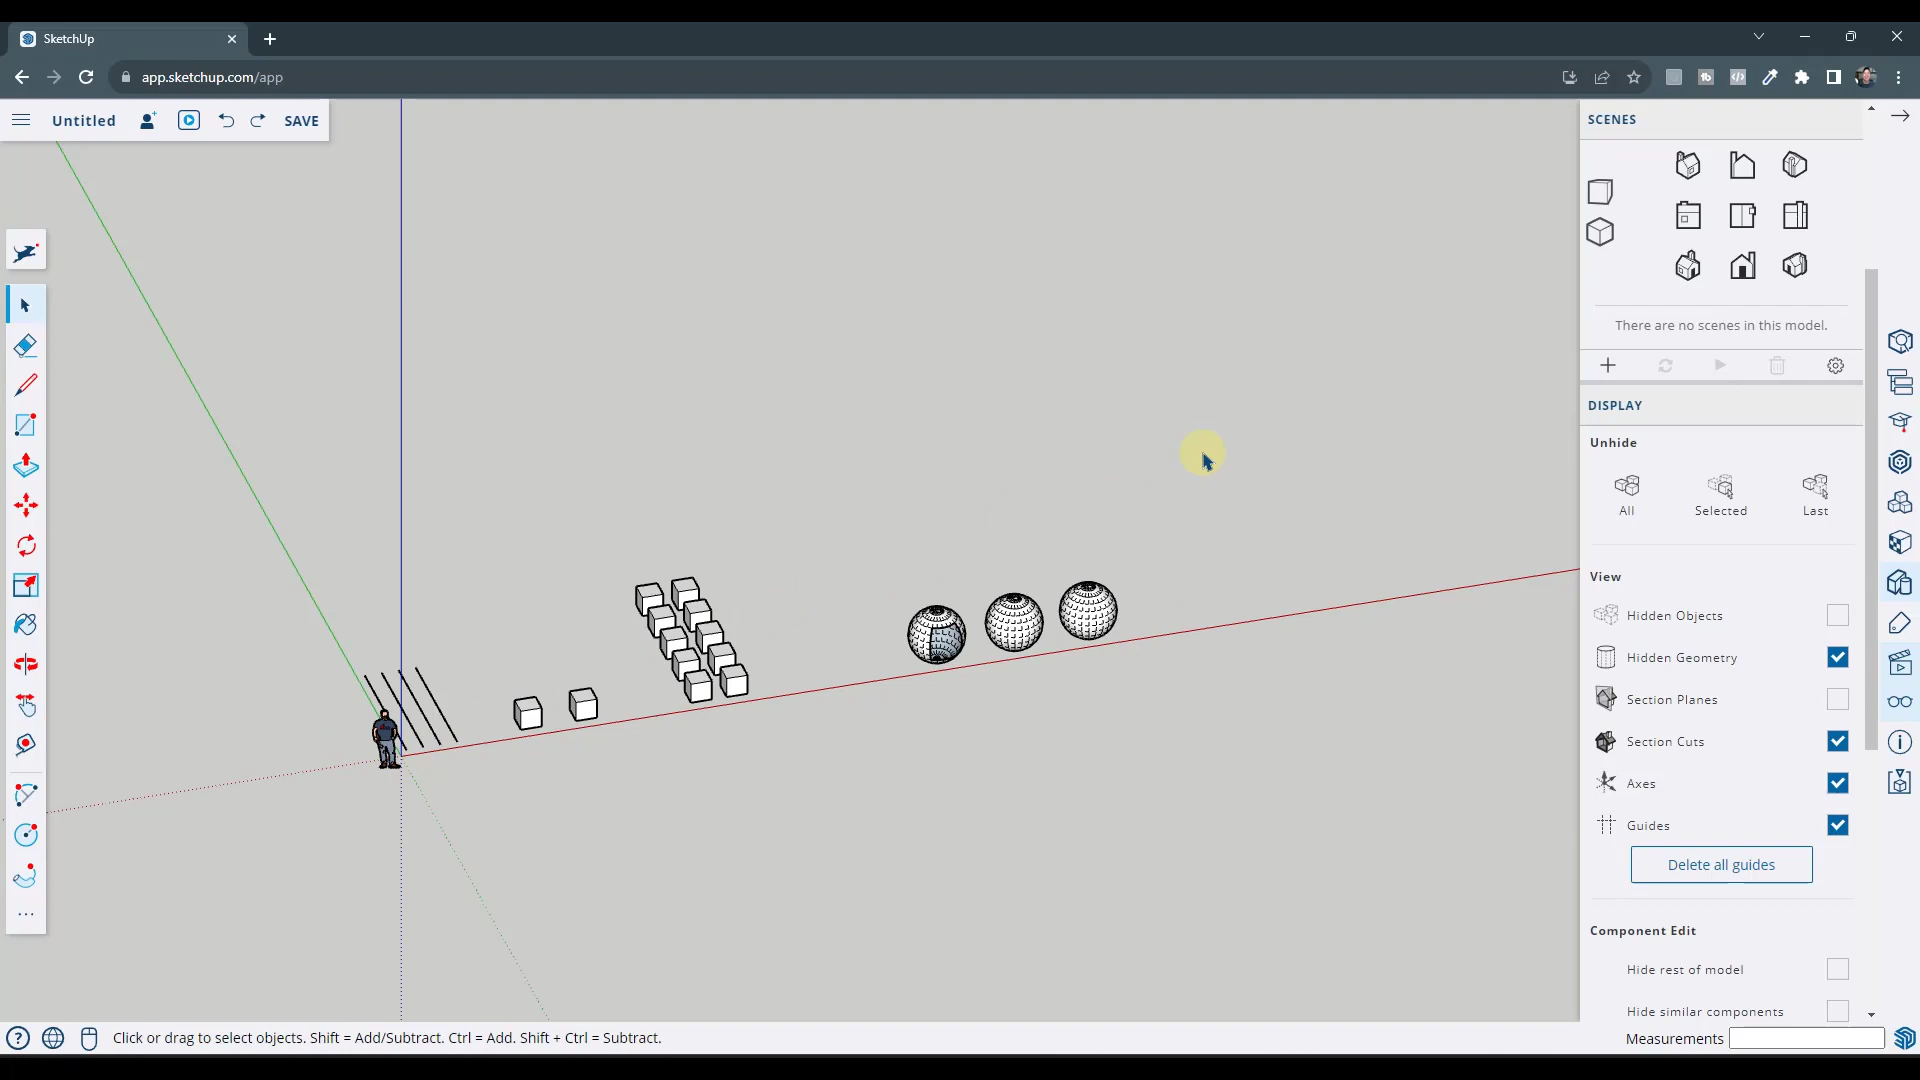 SketchUp
app.sketchup.com/app
Untitled
SAVE
SCENES
There are no scenes in this model.
DISPLAY
Unhide
All
Selected
Last
View
Hidden Objects
Hidden Geometry
Section Planes
Section Cuts
Axes
Guides
Delete all guides
Component Edit
Hide rest of model
Hide similar components
Click or drag to select objects. Shift = Add/Subtract. Ctrl = Add. Shift + Ctrl = Subtract.
Measurements